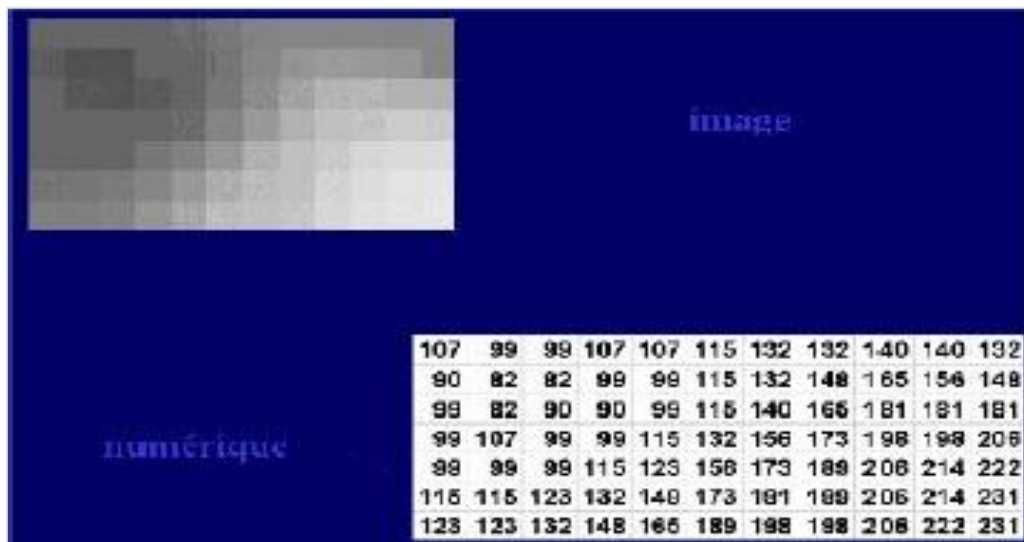 image
numérique
107 99 99 107 107 115 132 132 140 140 132
90 82 82 99 99 115 132 148 165 156 148
99 82 90 90 99 115 140 165 181 181 181
99 107 99 99 115 132 156 173 198 198 206
99 99 99 115 123 156 173 189 206 214 222
115 115 123 132 148 173 181 189 206 214 231
123 123 132 148 165 189 198 198 206 222 231